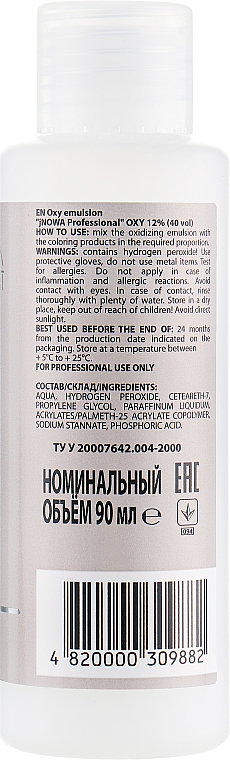 EN Oxy emulsion
"jNOWA Professional" OXY 12% (40 vol)
HOW TO USE: mix the oxidizing emulsion with
the coloring products in the required proportion.
WARNINGS: contains hydrogen peroxide! Use
protective gloves, do not use metal items. Test
for allergies. Do not apply in case of
inflammation and allergic reactions. Avoid
contact with eyes. In case of contact, rinse
thoroughly with plenty of water. Store in a dry
place, keep out of reach of children! Avoid direct
sunlight.
BEST USED BEFORE THE END OF: 24 months
from the production date indicated on the
packaging. Store at a temperature between
+5°C to +25°C.
FOR PROFESSIONAL USE ONLY
СОСТАВ/СКЛАД/INGREDIENTS:
AQUA, HYDROGEN PEROXIDE, CETEARETH-7,
PROPYLENE GLYCOL, PARAFFINUM LIQUIDUM,
ACRYLATES/PALMETH-25 ACRYLATE COPOLYMER,
SODIUM STANNATE, PHOSPHORIC ACID.
ТУ У 20007642.004-2000
НОМИНАЛЬНЫЙ EAC
ОБЪЁМ 90 мл ℮
094
4 820000 309882